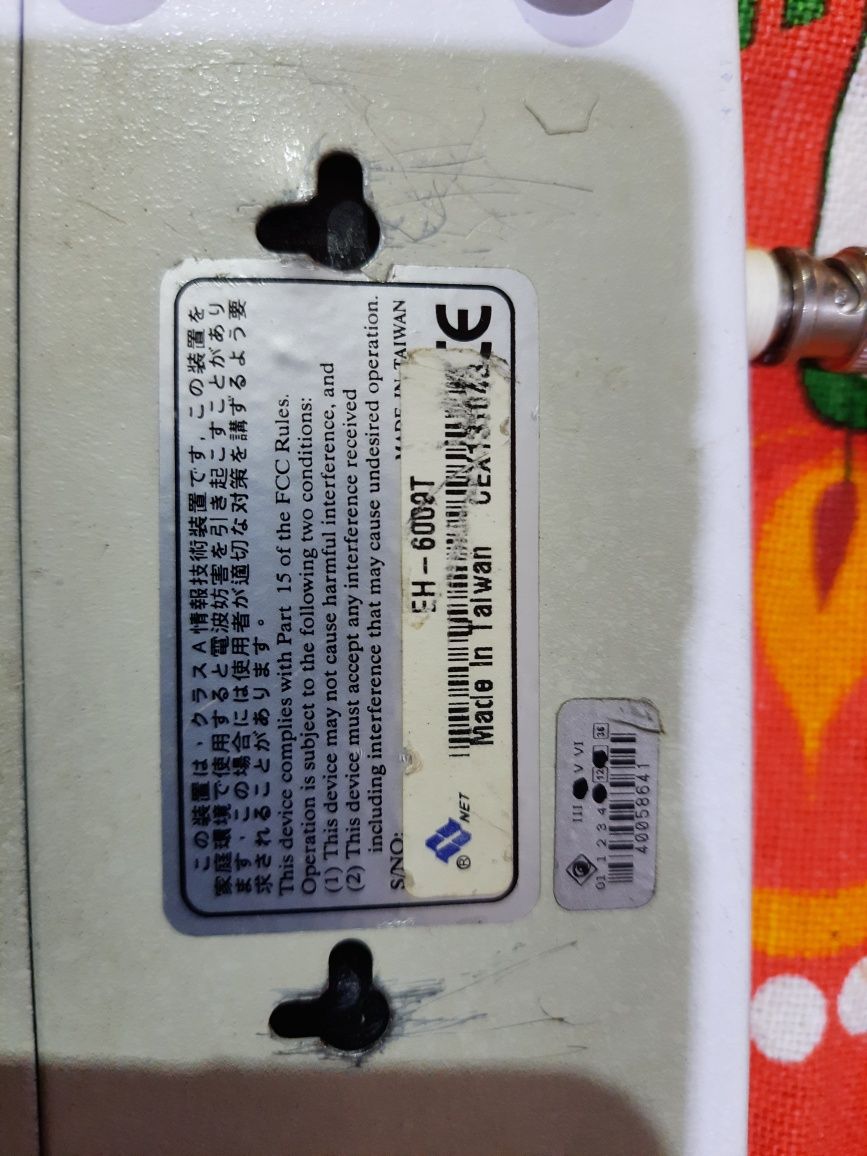 この装置は、クラスA情報技術装置です、この装置を
家庭環境で使用すると電波妨害を引き起こすことがあり
ます、この場合には使用者が適切な対策を講ずるよう要
求されることがあります。
This device complies with Part 15 of the FCC Rules.
Operation is subject to the following two conditions:
(1) This device may not cause harmful interference, and
(2) This device must accept any interference received
including interference that may cause undesired operation.
S/NO: MADE IN TAIWAN
CE
EH-6008T
Made In Taiwan
® NET
III V VI
01 1 2 3 4 12 36
40058641